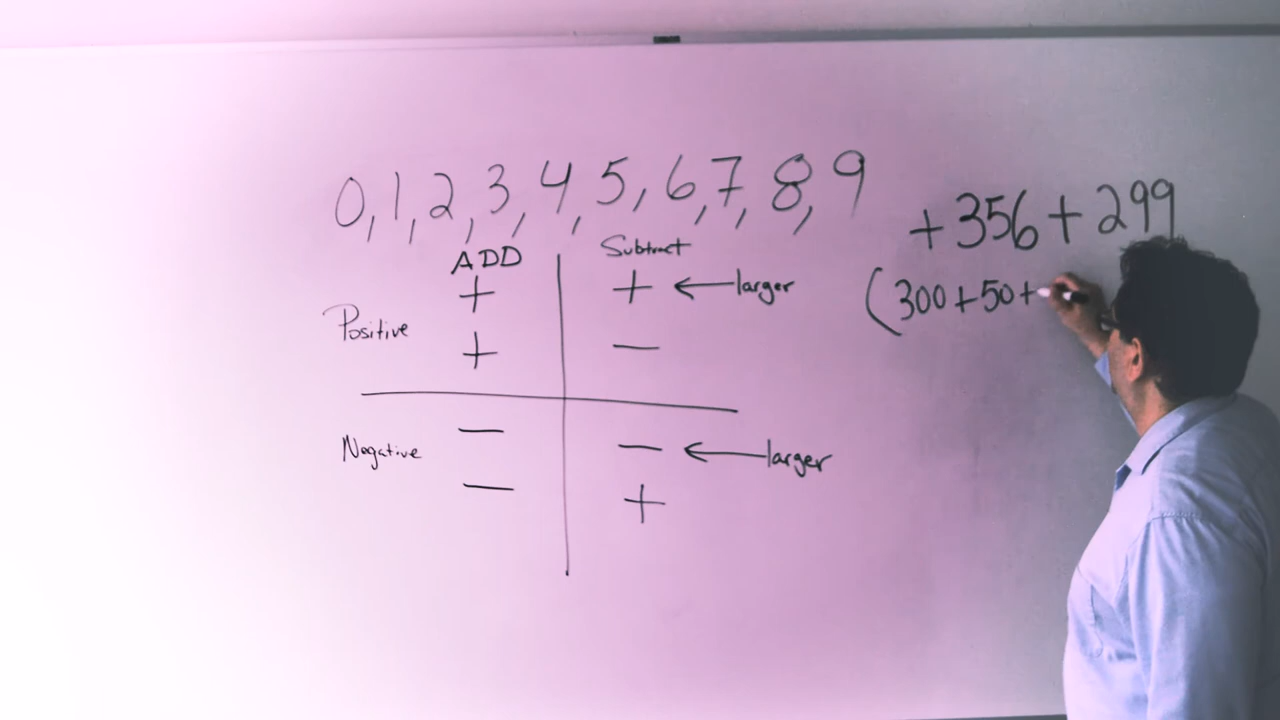 0, 1, 2, 3, 4, 5, 6, 7, 8, 9
+ 356 + 299
(300 + 50 +
ADD Subtract
+ + ← larger
Positive
+ −
− − ← larger
Negative
− +